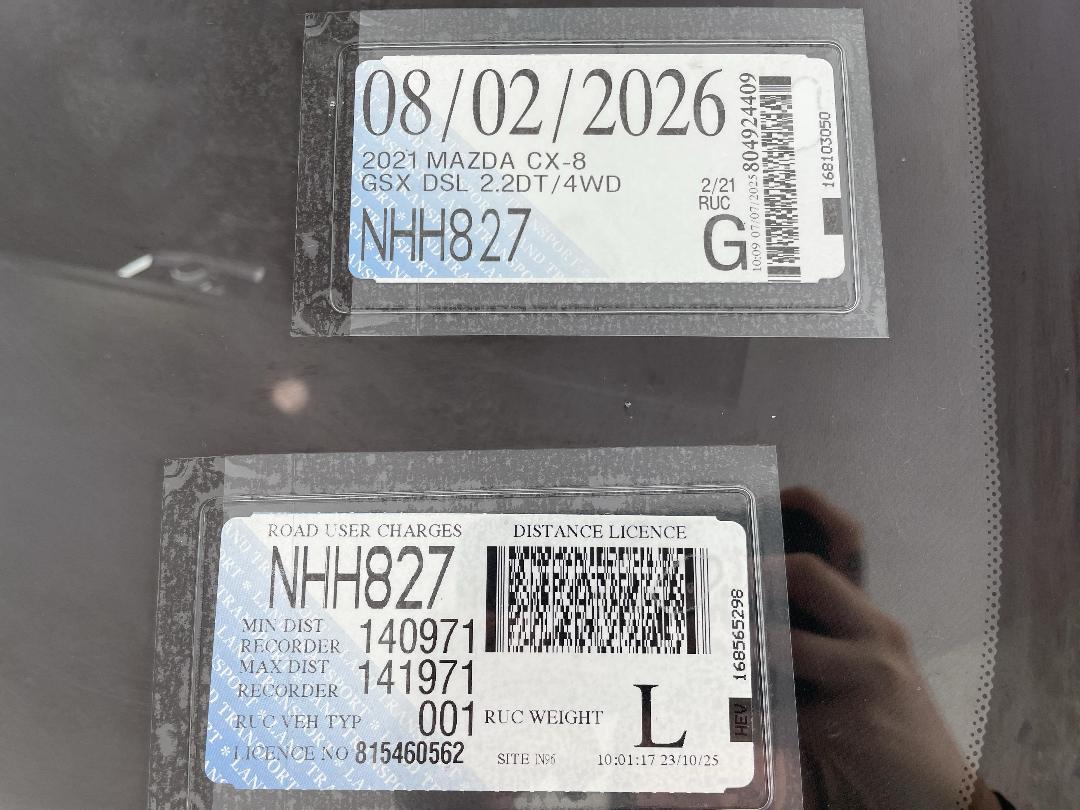 08/02/2026
2021 MAZDA CX-8
GSX DSL 2.2DT/4WD
NHH827
2/21
RUC
G
10:09 07/07/2025 804924409
168103050
ROAD USER CHARGES
DISTANCE LICENCE
NHH827
MIN DIST
RECORDER 140971
MAX DIST
RECORDER 141971
RUC VEH TYP 001
RUC WEIGHT L
LICENCE NO 815460562
SITE IN96 10:01:17 23/10/25
168565298
HEV